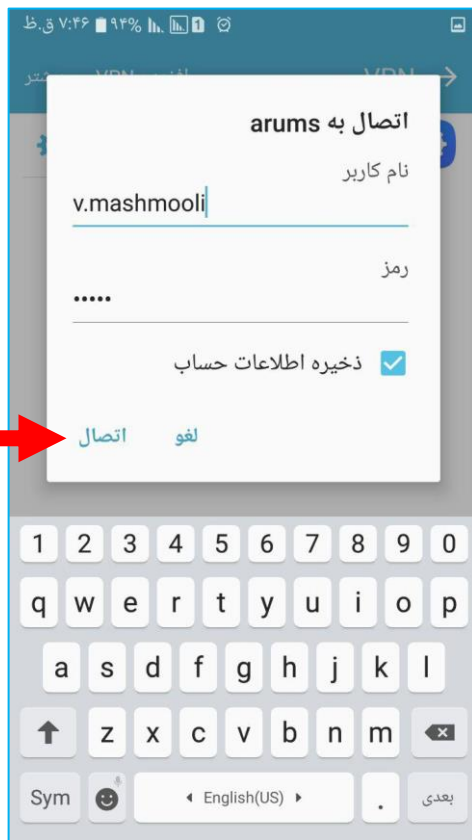 ۷:۴۶ ق.ظ ۹۴%
VPN
اتصال به arums
نام کاربر
v.mashmooli
رمز
•••••
ذخیره اطلاعات حساب
لغو اتصال
1 2 3 4 5 6 7 8 9 0
q w e r t y u i o p
a s d f g h j k l
z x c v b n m
Sym English(US) . بعدی